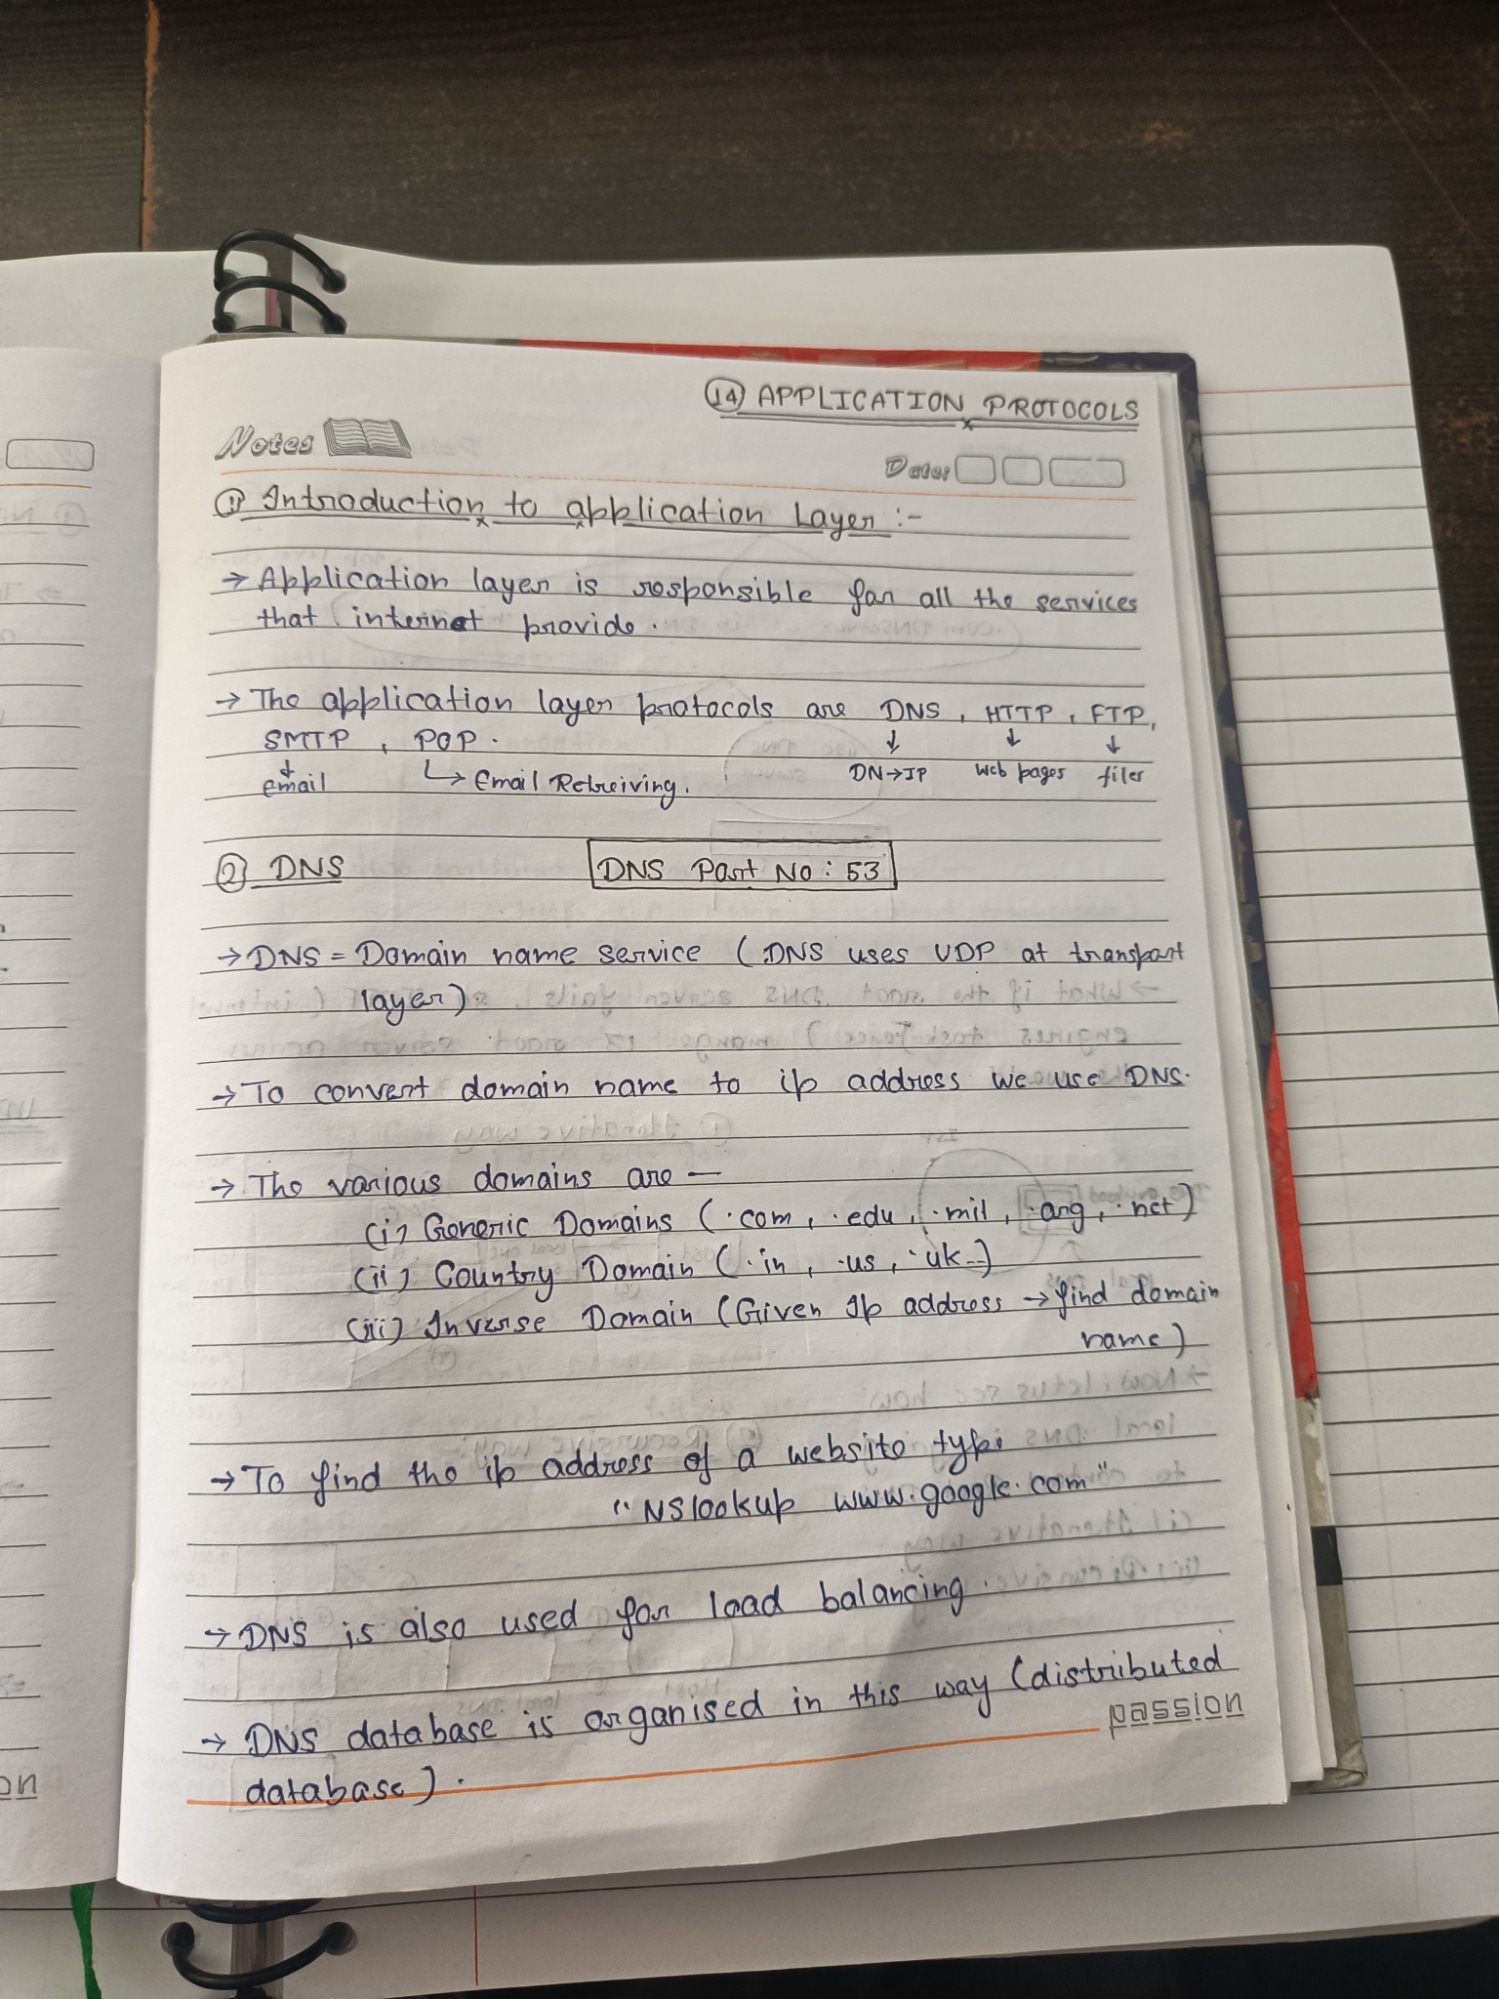 (14) APPLICATION PROTOCOLS
Notes
Date:
(1) Introduction to application Layer :-
→ Application layer is responsible for all the services
that internet provide.
→ The application layer protocols are DNS, HTTP, FTP,
SMTP, POP.
↓ ↓ ↓
DN→IP Web pages files
↓ email ↳ Email Retreiving.
(2) DNS DNS Port No: 53
→ DNS = Domain name service (DNS uses UDP at transport
layer).
→ To convert domain name to ip address we use DNS.
→ The various domains are —
(i) Generic Domains (.com, .edu, .mil, .org, .net)
(ii) Country Domain (.in, .us, .uk..)
(iii) Inverse Domain (Given Ip address → find domain
name)
→ To find the ip address of a website type
"NSlookup www.google.com"
→ DNS is also used for load balancing.
→ DNS database is organised in this way (distributed
database).
passion
on